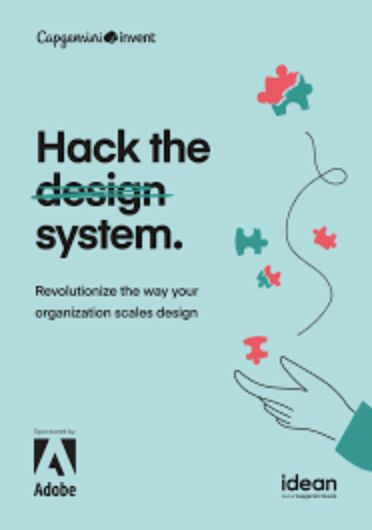 Capgemini invent
Hack the
design
system.
Revolutionize the way your
organization scales design
Sponsored by
Adobe
idean